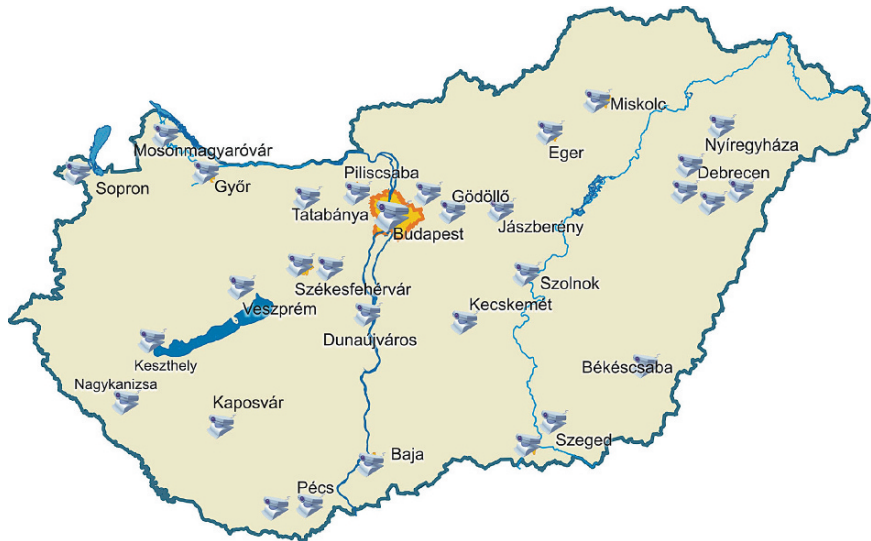 Miskolc
Nyíregyháza
Eger
Mosonmagyaróvár
Piliscsaba
Debrecen
Sopron
Győr
Gödöllő
Tatabánya
Jászberény
Budapest
Székesfehérvár
Szolnok
Veszprém
Kecskemét
Dunaújváros
Keszthely
Békéscsaba
Nagykanizsa
Kaposvár
Szeged
Baja
Pécs